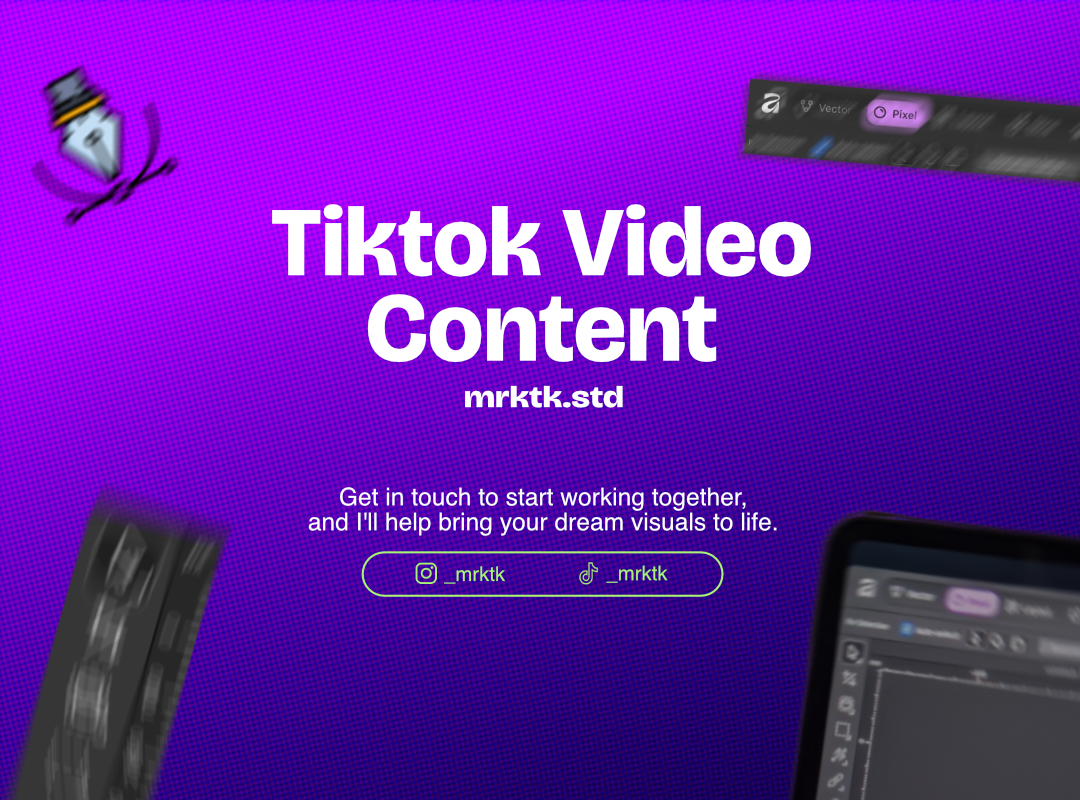 Vector Pixel
Tiktok Video
Content
mrktk.std
Get in touch to start working together,
and I'll help bring your dream visuals to life.
_mrktk _mrktk
Vector